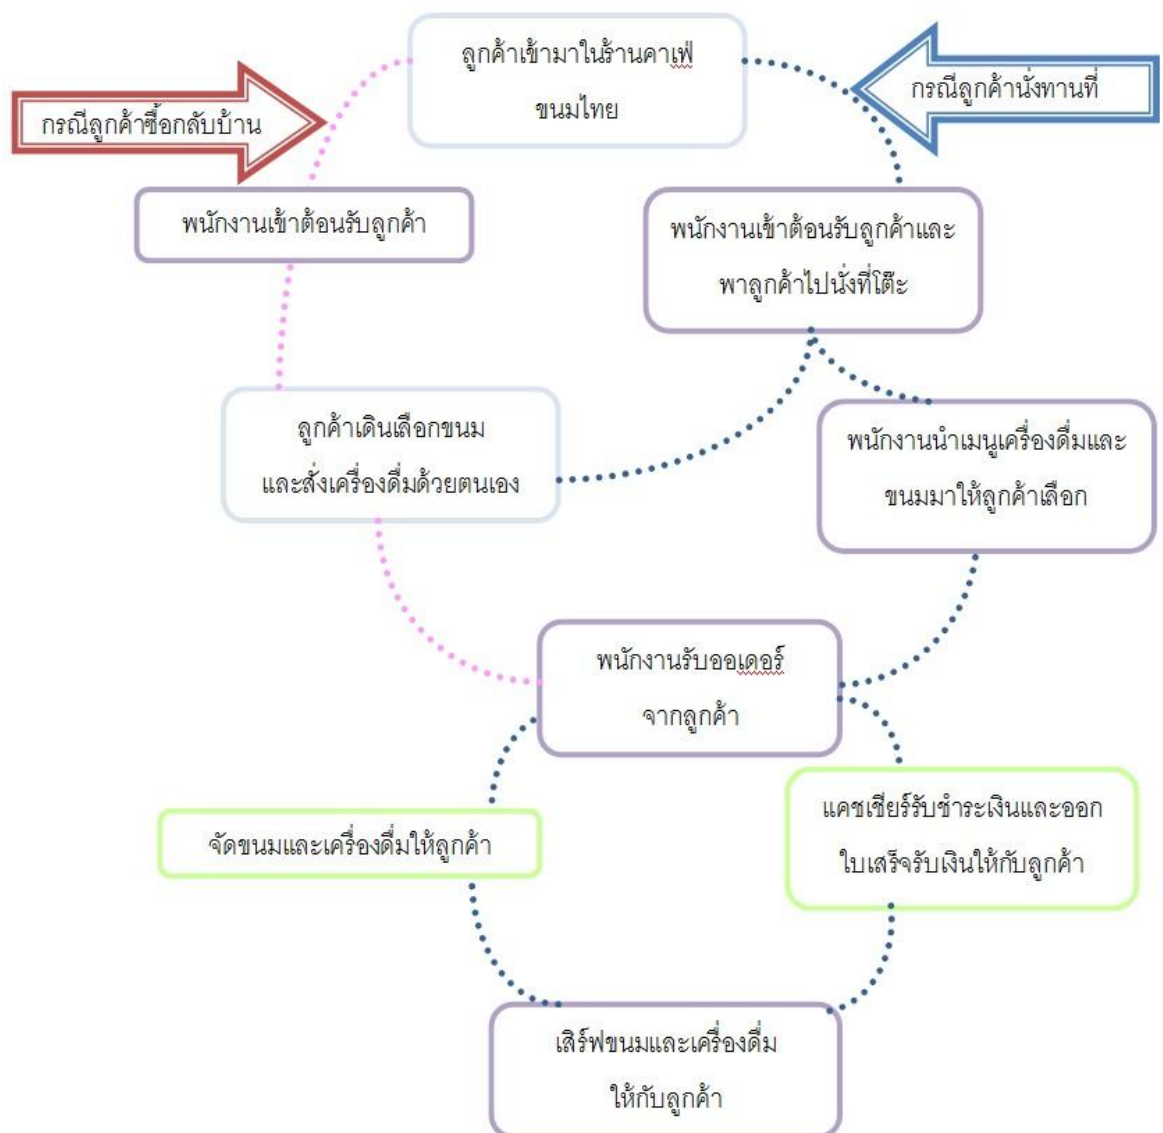 ลูกค้าเข้ามาในร้านคาเฟ่
ขนมไทย
กรณีลูกค้าซื้อกลับบ้าน
กรณีลูกค้านั่งทานที่
พนักงานเข้าต้อนรับลูกค้า
พนักงานเข้าต้อนรับลูกค้าและ
พาลูกค้าไปนั่งที่โต๊ะ
ลูกค้าเดินเลือกขนม
และสั่งเครื่องดื่มด้วยตนเอง
พนักงานนำเมนูเครื่องดื่มและ
ขนมมาให้ลูกค้าเลือก
พนักงานรับออเดอร์
จากลูกค้า
จัดขนมและเครื่องดื่มให้ลูกค้า
แคชเชียร์รับชำระเงินและออก
ใบเสร็จรับเงินให้กับลูกค้า
เสิร์ฟขนมและเครื่องดื่ม
ให้กับลูกค้า